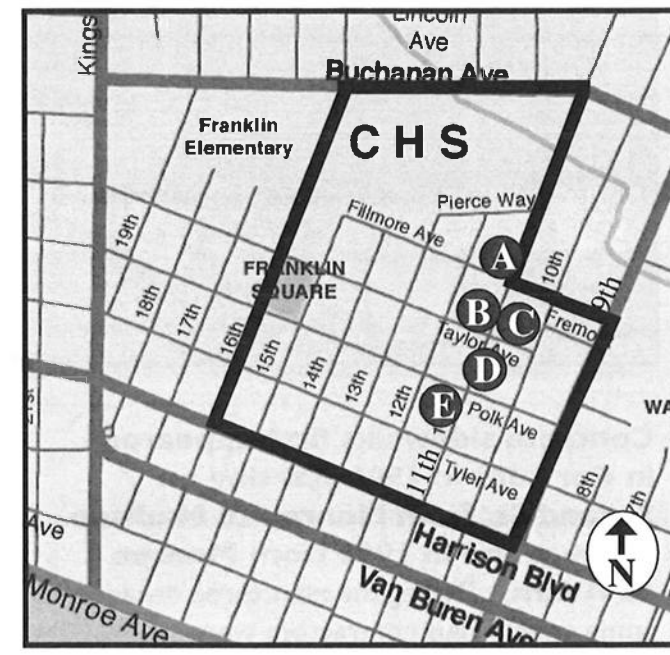 Lincoln
Ave
Kings
Buchanan Ave
Franklin
Elementary
CHS
Pierce Way
Fillmore Ave
19th
A
10th
FRANKLIN
SQUARE
18th
17th
16th
9th
B
C
Fremo
aylor Ave
15th
14th
13th
12th
D
E
Polk Ave
WA
11th
Tyler Ave
8th
7th
Harrison Blvd
Ave
Van Buren Ave
N
Monroe Ave